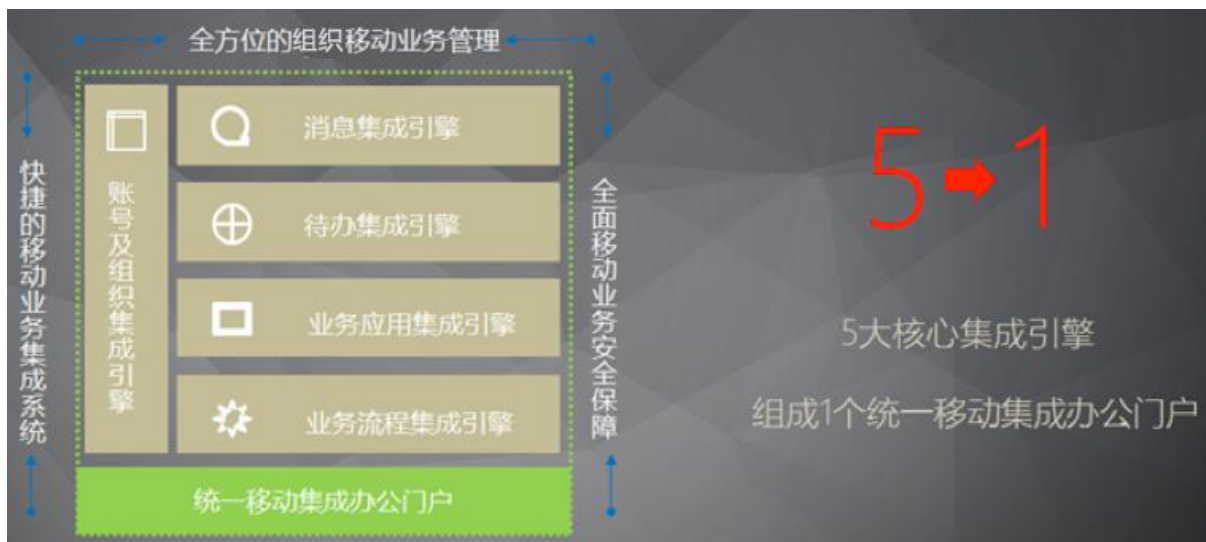 全方位的组织移动业务管理
快捷的移动业务集成系统
账号及组织集成引擎
消息集成引擎
待办集成引擎
业务应用集成引擎
业务流程集成引擎
统一移动集成办公门户
全面移动业务安全保障
5 1
5大核心集成引擎
组成1个统一移动集成办公门户